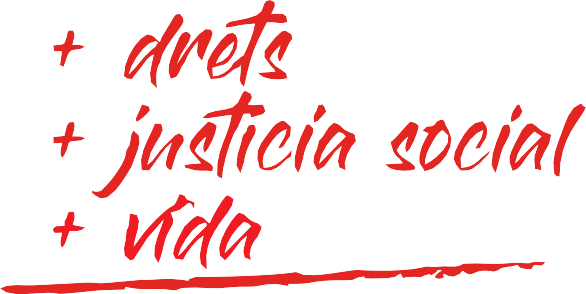 + drets
+ justicia social
+ vida